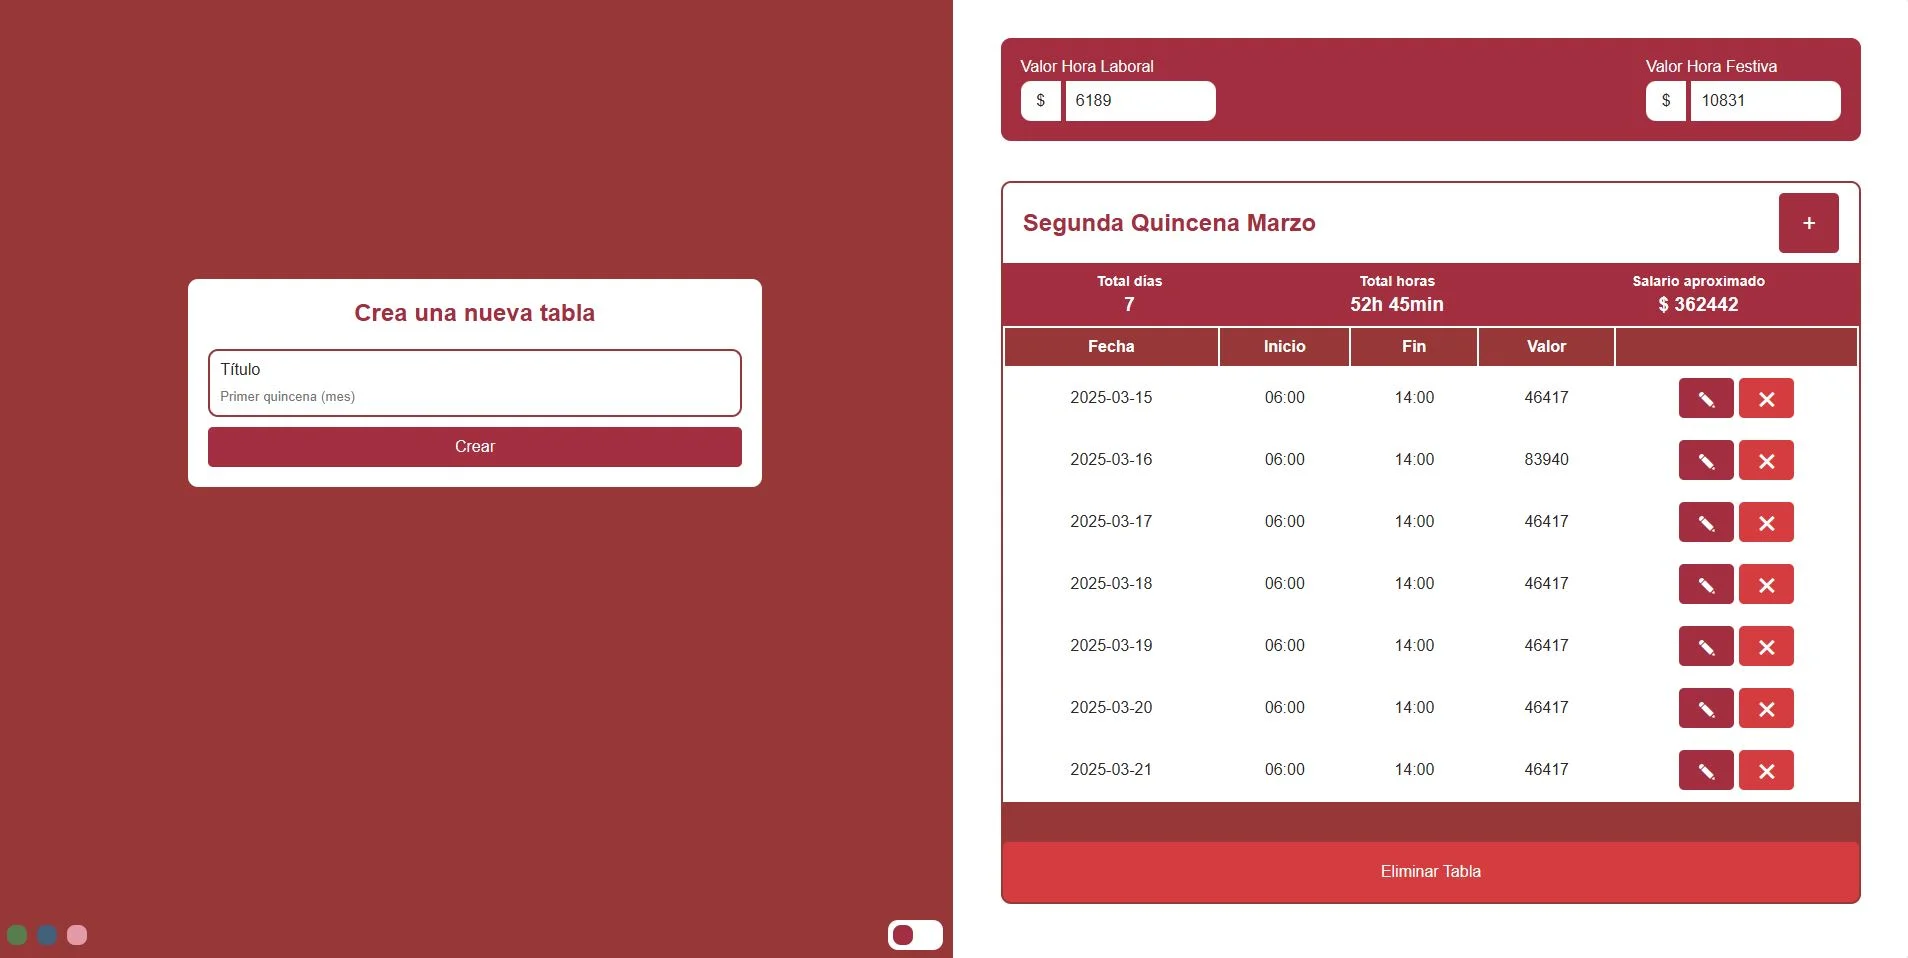 Crea una nueva tabla
Título
Primer quincena (mes)
Crear
Valor Hora Laboral Valor Hora Festiva
$ 6189 $ 10831
Segunda Quincena Marzo +
Total días Total horas Salario aproximado
7 52h 45min $ 362442
Fecha Inicio Fin Valor
2025-03-15 06:00 14:00 46417
2025-03-16 06:00 14:00 83940
2025-03-17 06:00 14:00 46417
2025-03-18 06:00 14:00 46417
2025-03-19 06:00 14:00 46417
2025-03-20 06:00 14:00 46417
2025-03-21 06:00 14:00 46417
Eliminar Tabla